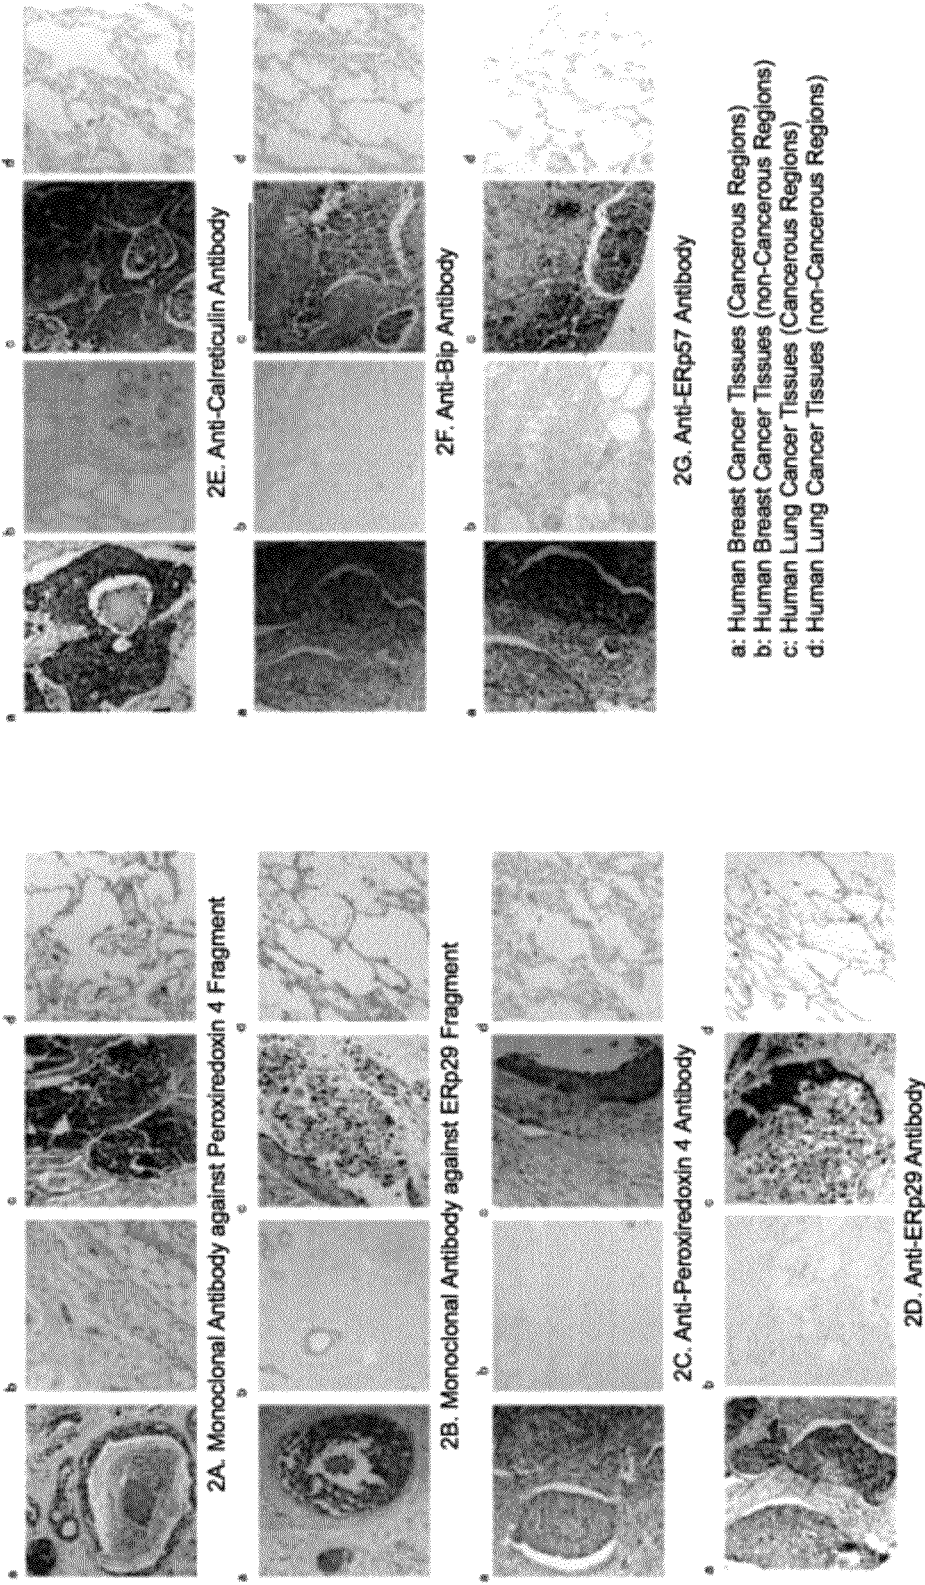 a b c d
2A. Monoclonal Antibody against Peroxiredoxin 4 Fragment
a b c d
2B. Monoclonal Antibody against ERp29 Fragment
a b c d
2C. Anti-Peroxiredoxin 4 Antibody
a b c d
2D. Anti-ERp29 Antibody
a b c d
2E. Anti-Calreticulin Antibody
a b c d
2F. Anti-Bip Antibody
a b c d
2G. Anti-ERp57 Antibody
a: Human Breast Cancer Tissues (Cancerous Regions)
b: Human Breast Cancer Tissues (non-Cancerous Regions)
c: Human Lung Cancer Tissues (Cancerous Regions)
d: Human Lung Cancer Tissues (non-Cancerous Regions)